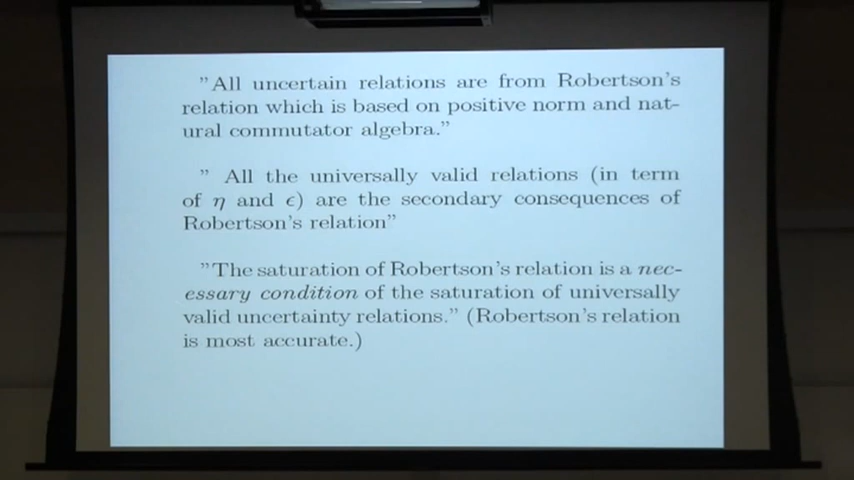 ”All uncertain relations are from Robertson’s
relation which is based on positive norm and nat-
ural commutator algebra.”
” All the universally valid relations (in term
of η and ϵ) are the secondary consequences of
Robertson’s relation”
”The saturation of Robertson’s relation is a nec-
essary condition of the saturation of universally
valid uncertainty relations.” (Robertson’s relation
is most accurate.)